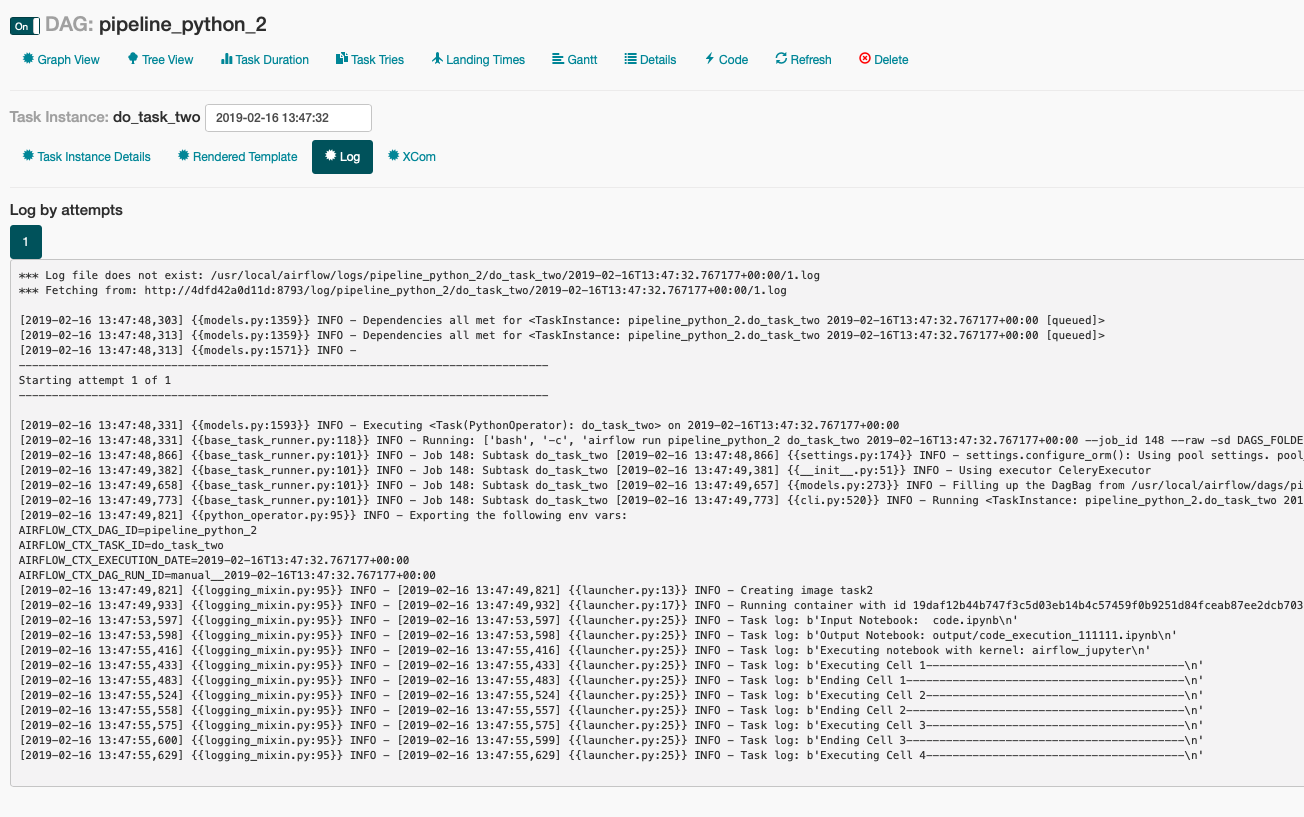 On DAG: pipeline_python_2
Graph View Tree View Task Duration Task Tries Landing Times Gantt Details Code Refresh Delete
Task Instance: do_task_two 2019-02-16 13:47:32
Task Instance Details Rendered Template Log XCom
Log by attempts
1
*** Log file does not exist: /usr/local/airflow/logs/pipeline_python_2/do_task_two/2019-02-16T13:47:32.767177+00:00/1.log
*** Fetching from: http://4dfd42a0d11d:8793/log/pipeline_python_2/do_task_two/2019-02-16T13:47:32.767177+00:00/1.log
[2019-02-16 13:47:48,303] {{models.py:1359}} INFO - Dependencies all met for <TaskInstance: pipeline_python_2.do_task_two 2019-02-16T13:47:32.767177+00:00 [queued]>
[2019-02-16 13:47:48,313] {{models.py:1359}} INFO - Dependencies all met for <TaskInstance: pipeline_python_2.do_task_two 2019-02-16T13:47:32.767177+00:00 [queued]>
[2019-02-16 13:47:48,313] {{models.py:1571}} INFO -
--------------------------------------------------------------------------------
Starting attempt 1 of 1
--------------------------------------------------------------------------------
[2019-02-16 13:47:48,331] {{models.py:1593}} INFO - Executing <Task(PythonOperator): do_task_two> on 2019-02-16T13:47:32.767177+00:00
[2019-02-16 13:47:48,331] {{base_task_runner.py:118}} INFO - Running: ['bash', '-c', 'airflow run pipeline_python_2 do_task_two 2019-02-16T13:47:32.767177+00:00 --job_id 148 --raw -sd DAGS_FOLDE
[2019-02-16 13:47:48,866] {{base_task_runner.py:101}} INFO - Job 148: Subtask do_task_two [2019-02-16 13:47:48,866] {{settings.py:174}} INFO - settings.configure_orm(): Using pool settings. pool_
[2019-02-16 13:47:49,382] {{base_task_runner.py:101}} INFO - Job 148: Subtask do_task_two [2019-02-16 13:47:49,381] {{__init__.py:51}} INFO - Using executor CeleryExecutor
[2019-02-16 13:47:49,658] {{base_task_runner.py:101}} INFO - Job 148: Subtask do_task_two [2019-02-16 13:47:49,657] {{models.py:273}} INFO - Filling up the DagBag from /usr/local/airflow/dags/pi
[2019-02-16 13:47:49,773] {{base_task_runner.py:101}} INFO - Job 148: Subtask do_task_two [2019-02-16 13:47:49,773] {{cli.py:520}} INFO - Running <TaskInstance: pipeline_python_2.do_task_two 201
[2019-02-16 13:47:49,821] {{python_operator.py:95}} INFO - Exporting the following env vars:
AIRFLOW_CTX_DAG_ID=pipeline_python_2
AIRFLOW_CTX_TASK_ID=do_task_two
AIRFLOW_CTX_EXECUTION_DATE=2019-02-16T13:47:32.767177+00:00
AIRFLOW_CTX_DAG_RUN_ID=manual__2019-02-16T13:47:32.767177+00:00
[2019-02-16 13:47:49,821] {{logging_mixin.py:95}} INFO - [2019-02-16 13:47:49,821] {{launcher.py:13}} INFO - Creating image task2
[2019-02-16 13:47:49,933] {{logging_mixin.py:95}} INFO - [2019-02-16 13:47:49,932] {{launcher.py:17}} INFO - Running container with id 19daf12b44b747f3c5d03eb14b4c57459f0b9251d84fceab87ee2dcb703
[2019-02-16 13:47:53,597] {{logging_mixin.py:95}} INFO - [2019-02-16 13:47:53,597] {{launcher.py:25}} INFO - Task log: b'Input Notebook:  code.ipynb\n'
[2019-02-16 13:47:53,598] {{logging_mixin.py:95}} INFO - [2019-02-16 13:47:53,598] {{launcher.py:25}} INFO - Task log: b'Output Notebook: output/code_execution_111111.ipynb\n'
[2019-02-16 13:47:55,416] {{logging_mixin.py:95}} INFO - [2019-02-16 13:47:55,416] {{launcher.py:25}} INFO - Task log: b'Executing notebook with kernel: airflow_jupyter\n'
[2019-02-16 13:47:55,433] {{logging_mixin.py:95}} INFO - [2019-02-16 13:47:55,433] {{launcher.py:25}} INFO - Task log: b'Executing Cell 1---------------------------------------\n'
[2019-02-16 13:47:55,483] {{logging_mixin.py:95}} INFO - [2019-02-16 13:47:55,483] {{launcher.py:25}} INFO - Task log: b'Ending Cell 1------------------------------------------\n'
[2019-02-16 13:47:55,524] {{logging_mixin.py:95}} INFO - [2019-02-16 13:47:55,524] {{launcher.py:25}} INFO - Task log: b'Executing Cell 2---------------------------------------\n'
[2019-02-16 13:47:55,558] {{logging_mixin.py:95}} INFO - [2019-02-16 13:47:55,557] {{launcher.py:25}} INFO - Task log: b'Ending Cell 2------------------------------------------\n'
[2019-02-16 13:47:55,575] {{logging_mixin.py:95}} INFO - [2019-02-16 13:47:55,575] {{launcher.py:25}} INFO - Task log: b'Executing Cell 3---------------------------------------\n'
[2019-02-16 13:47:55,600] {{logging_mixin.py:95}} INFO - [2019-02-16 13:47:55,599] {{launcher.py:25}} INFO - Task log: b'Ending Cell 3------------------------------------------\n'
[2019-02-16 13:47:55,629] {{logging_mixin.py:95}} INFO - [2019-02-16 13:47:55,629] {{launcher.py:25}} INFO - Task log: b'Executing Cell 4---------------------------------------\n'